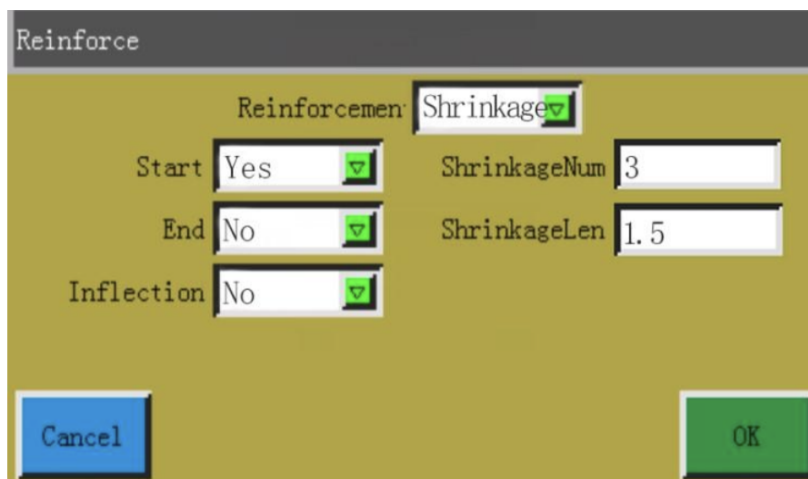 Reinforce
Reinforcemen Shrinkage
Start Yes ShrinkageNum 3
End No ShrinkageLen 1.5
Inflection No
Cancel OK